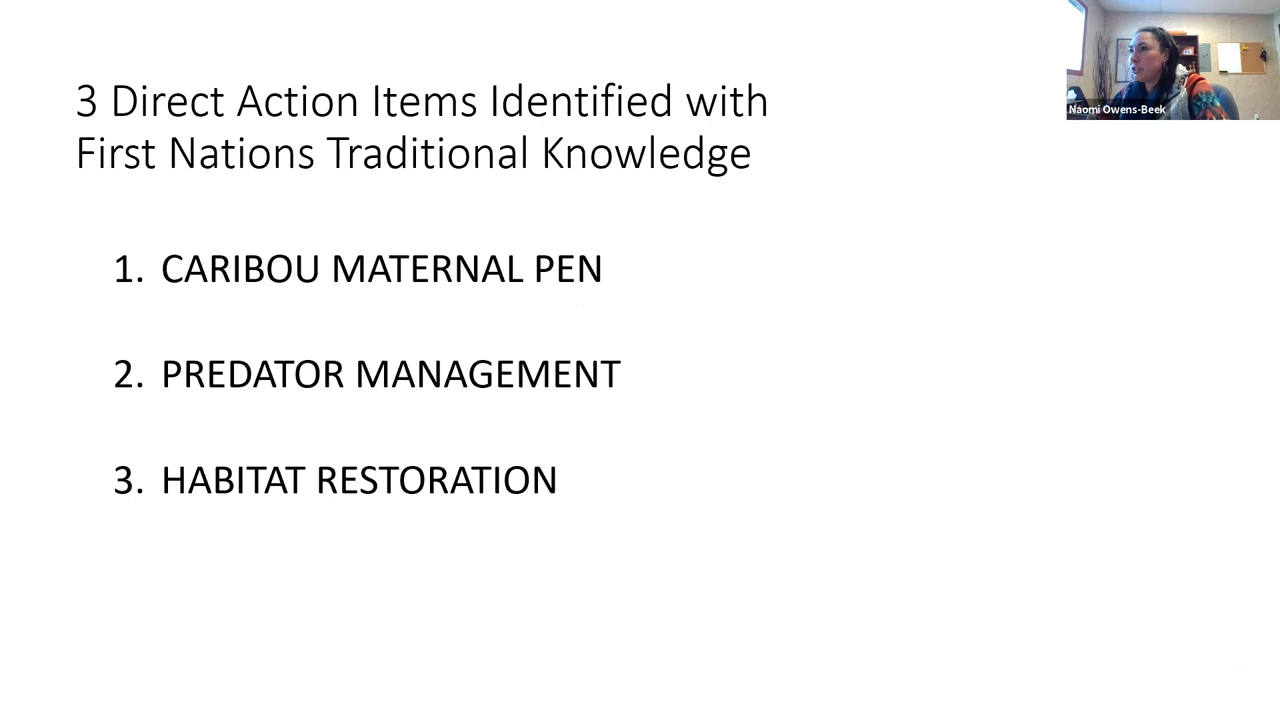 3 Direct Action Items Identified with
First Nations Traditional Knowledge
1. CARIBOU MATERNAL PEN
2. PREDATOR MANAGEMENT
3. HABITAT RESTORATION
Naomi Owens-Beek